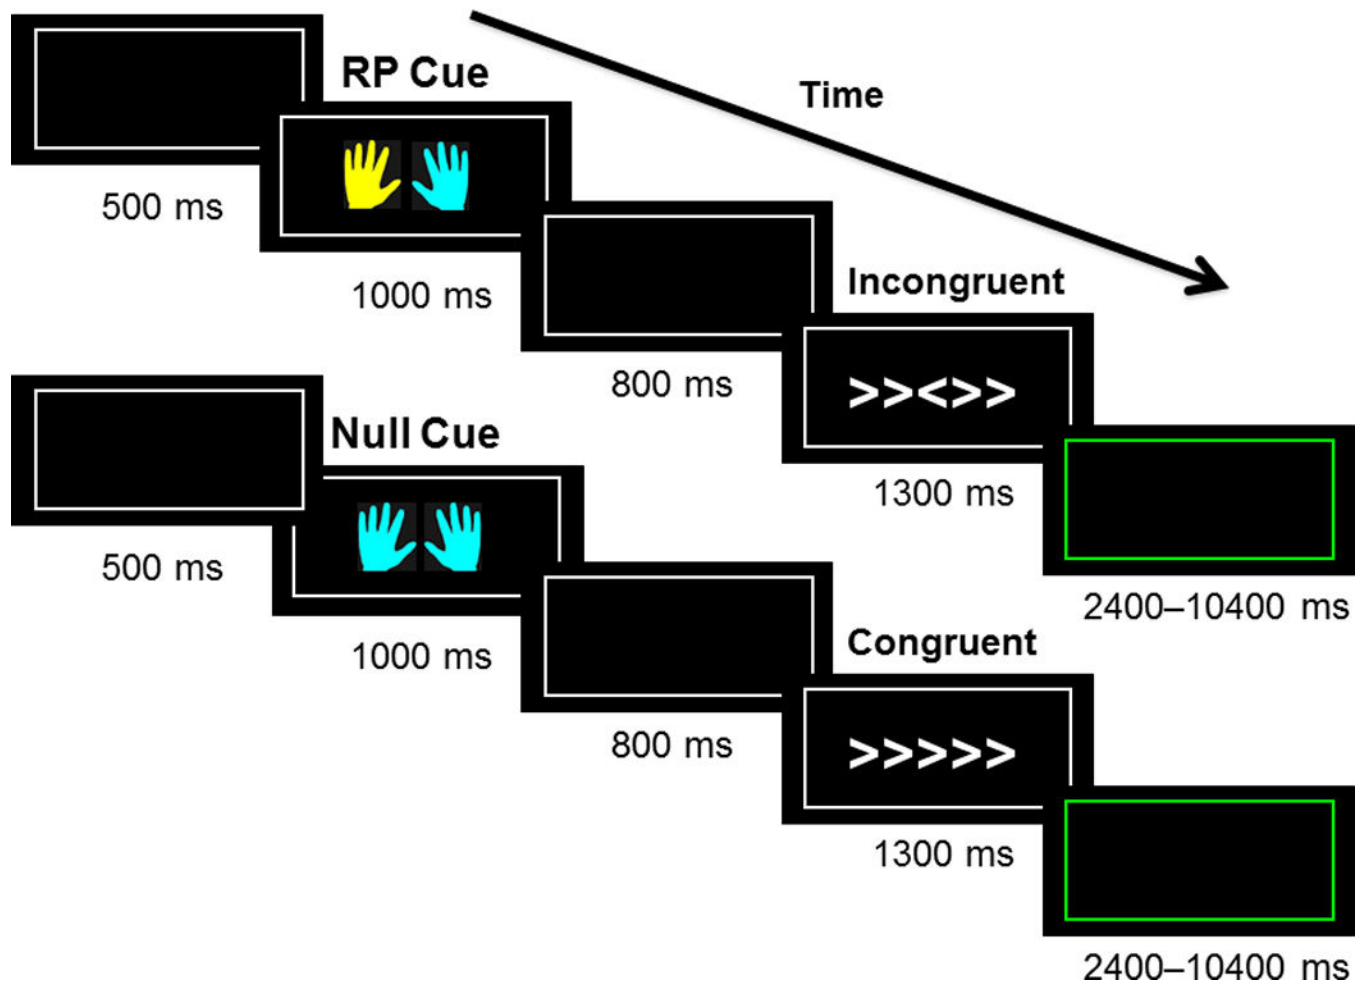 RP Cue
Time
500 ms
1000 ms
Incongruent
800 ms
>><>>
Null Cue
1300 ms
500 ms
2400–10400 ms
1000 ms
Congruent
800 ms
>>>>>
1300 ms
2400–10400 ms